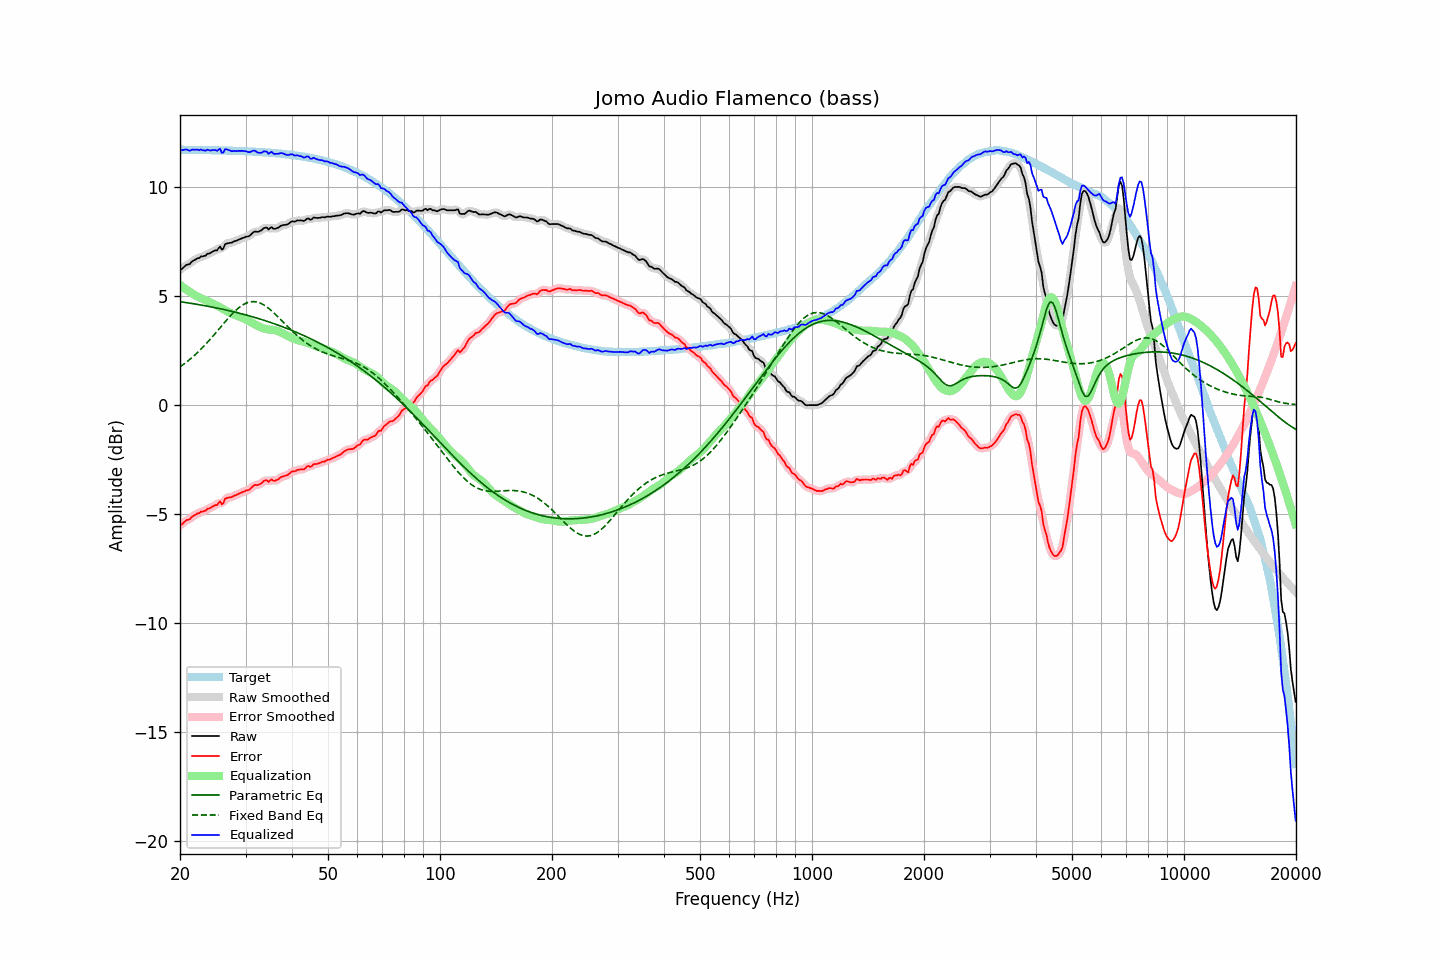 Jomo Audio Flamenco (bass)
Amplitude (dBr)
10
5
0
−5
−10
−15
−20
Target
Raw Smoothed
Error Smoothed
Raw
Error
Equalization
Parametric Eq
Fixed Band Eq
Equalized
20 50 100 200 500 1000 2000 5000 10000 20000
Frequency (Hz)